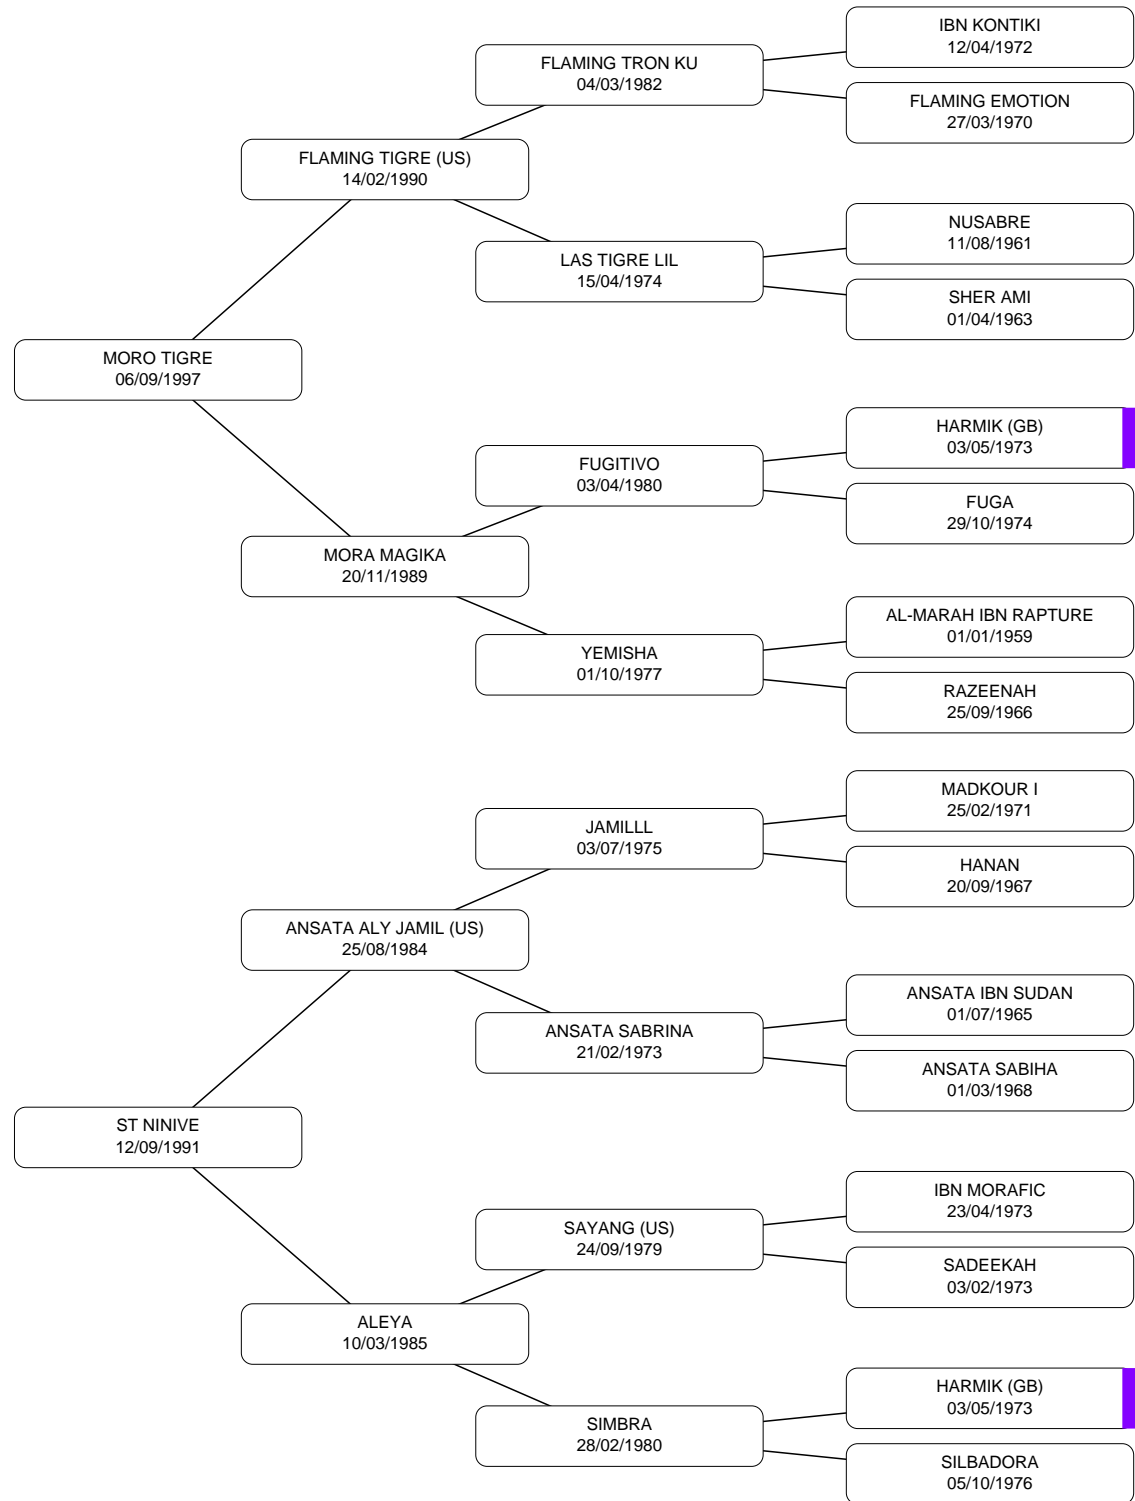 IBN KONTIKI
12/04/1972
FLAMING TRON KU
04/03/1982
FLAMING EMOTION
27/03/1970
FLAMING TIGRE (US)
14/02/1990
NUSABRE
11/08/1961
LAS TIGRE LIL
15/04/1974
SHER AMI
01/04/1963
MORO TIGRE
06/09/1997
HARMIK (GB)
03/05/1973
FUGITIVO
03/04/1980
FUGA
29/10/1974
MORA MAGIKA
20/11/1989
AL-MARAH IBN RAPTURE
01/01/1959
YEMISHA
01/10/1977
RAZEENAH
25/09/1966
MADKOUR I
25/02/1971
JAMILLL
03/07/1975
HANAN
20/09/1967
ANSATA ALY JAMIL (US)
25/08/1984
ANSATA IBN SUDAN
01/07/1965
ANSATA SABRINA
21/02/1973
ANSATA SABIHA
01/03/1968
ST NINIVE
12/09/1991
IBN MORAFIC
23/04/1973
SAYANG (US)
24/09/1979
SADEEKAH
03/02/1973
ALEYA
10/03/1985
HARMIK (GB)
03/05/1973
SIMBRA
28/02/1980
SILBADORA
05/10/1976